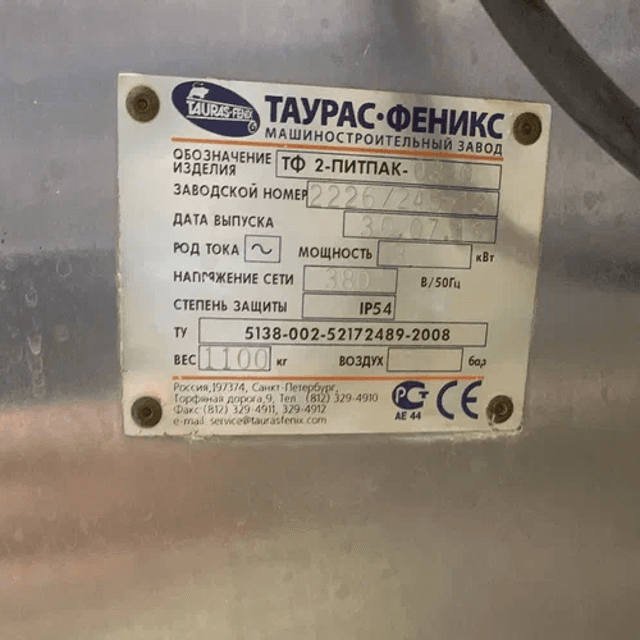 TAURAS-FENIX
ТАУРАС·ФЕНИКС
МАШИНОСТРОИТЕЛЬНЫЙ ЗАВОД
ОБОЗНАЧЕНИЕ
ИЗДЕЛИЯ ТФ 2-ПИТПАК-
ЗАВОДСКОЙ НОМЕР
ДАТА ВЫПУСКА
РОД ТОКА ~ МОЩНОСТЬ кВт
НАПРЯЖЕНИЕ СЕТИ 380 В/50Гц
СТЕПЕНЬ ЗАЩИТЫ IP54
ТУ 5138-002-52172489-2008
ВЕС 1100 кг ВОЗДУХ бар
Россия,197374, Санкт-Петербург,
Торфяная дорога,9, Тел. (812) 329-4910
Факс:(812) 329-4911, 329-4912
e-mail: service@taurasfenix.com
РСТ CE
АЕ 44